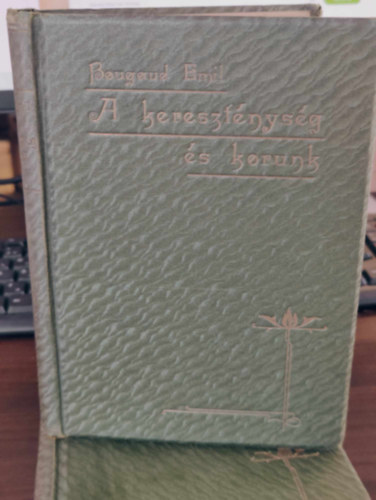 Bougaud Emil
A kereszténység
és korunk